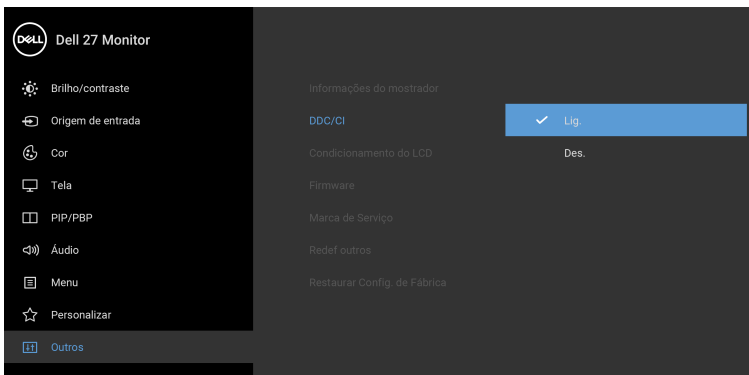 DELL
Dell 27 Monitor
Brilho/contraste
Origem de entrada
Cor
Tela
PIP/PBP
Áudio
Menu
Personalizar
Outros
Informações do mostrador
DDC/CI
Condicionamento do LCD
Firmware
Marca de Serviço
Redef outros
Restaurar Config. de Fábrica
Lig.
Des.